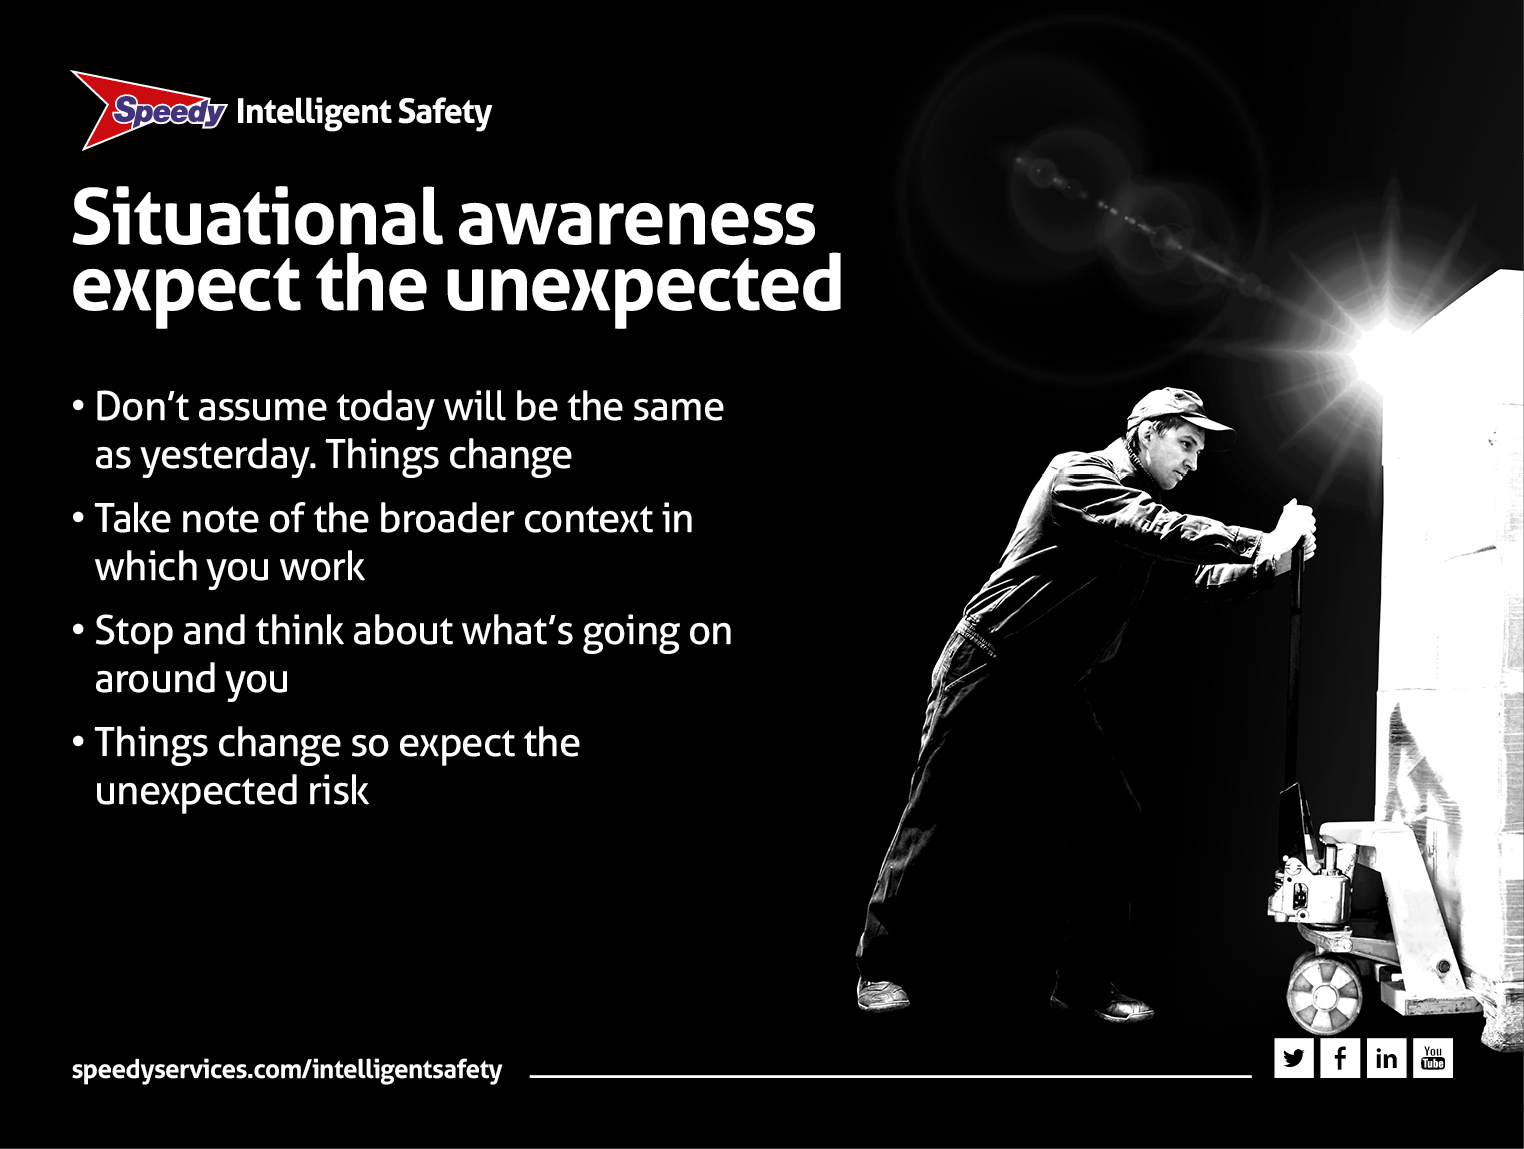 Speedy Intelligent Safety
Situational awareness
expect the unexpected
• Don’t assume today will be the same
as yesterday. Things change
• Take note of the broader context in
which you work
• Stop and think about what’s going on
around you
• Things change so expect the
unexpected risk
speedyservices.com/intelligentsafety
f
in
You
Tube